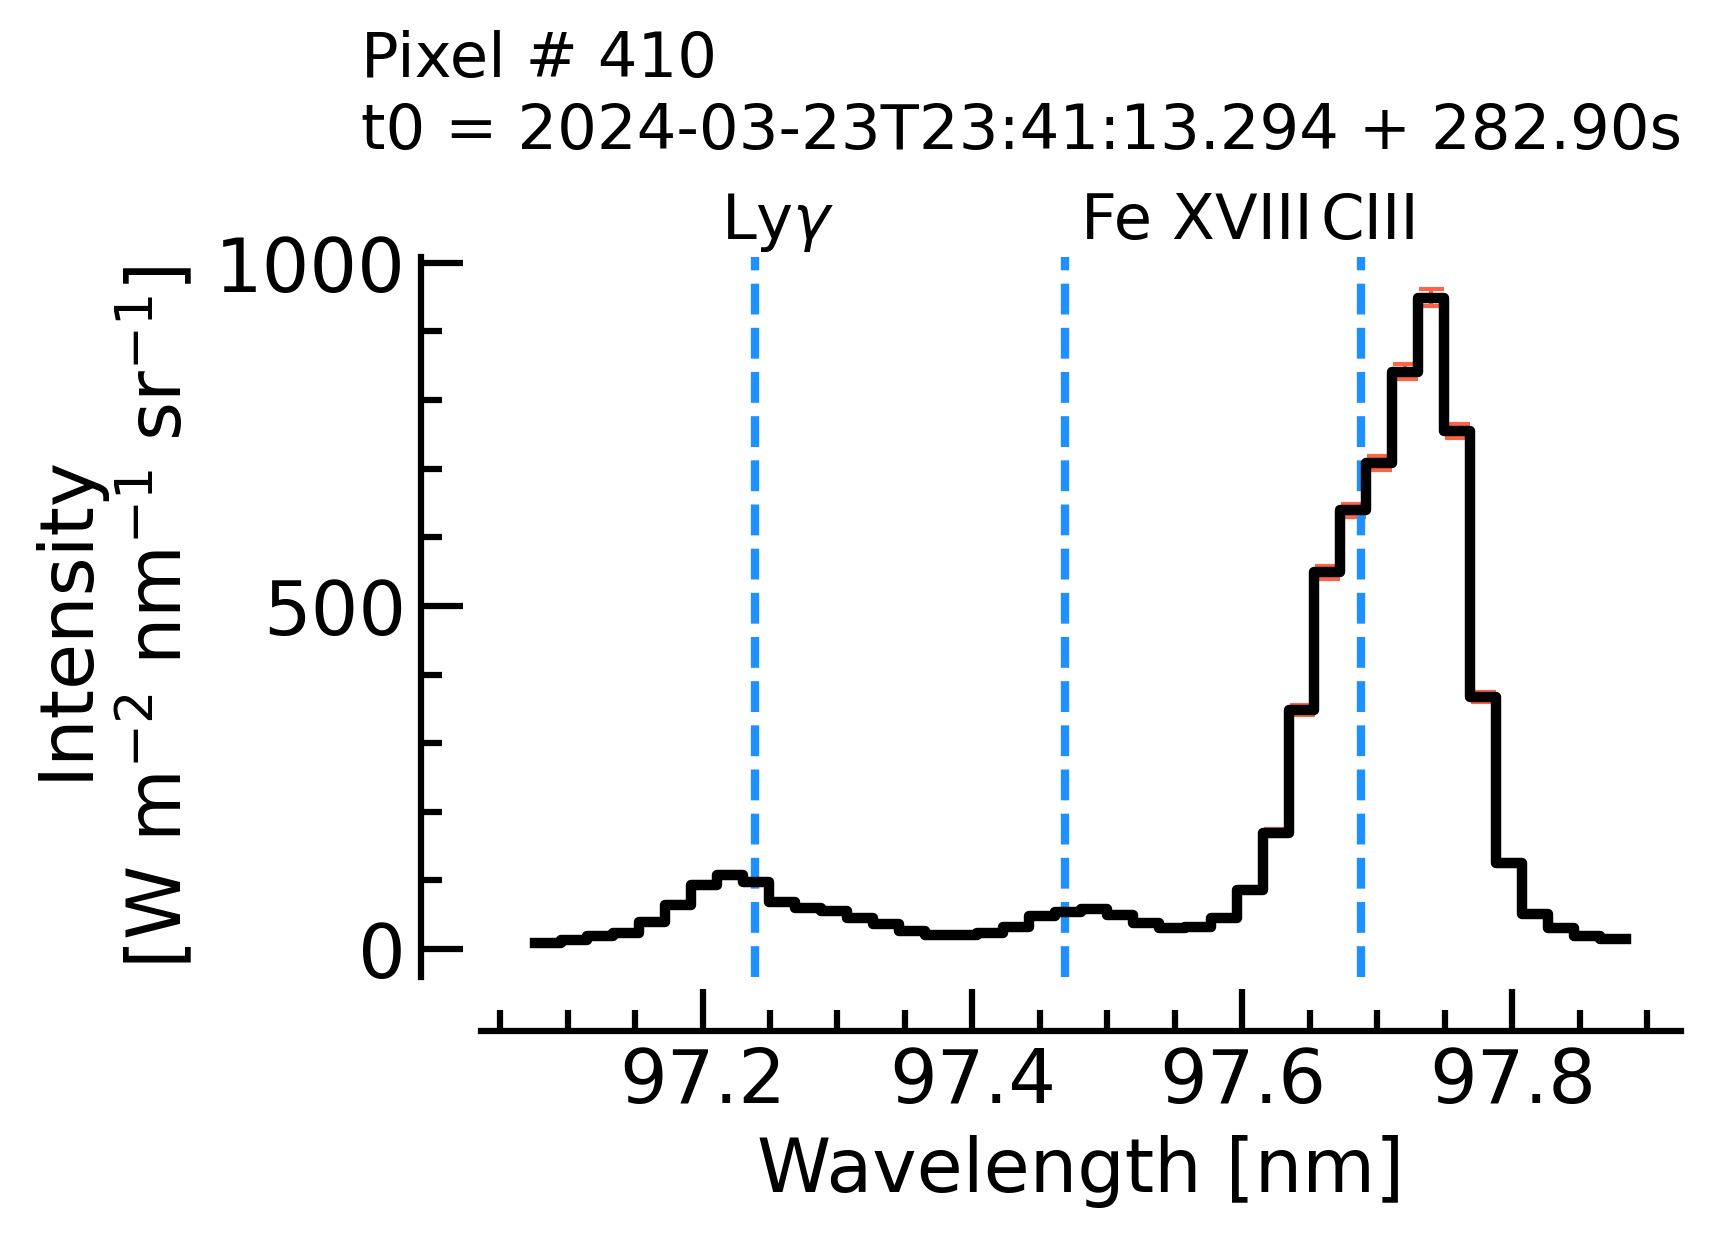 Pixel # 410
t0 = 2024-03-23T23:41:13.294 + 282.90s
Lyγ Fe XVIII CIII
Intensity
[W m⁻² nm⁻¹ sr⁻¹]
1000
500
0
97.2 97.4 97.6 97.8
Wavelength [nm]